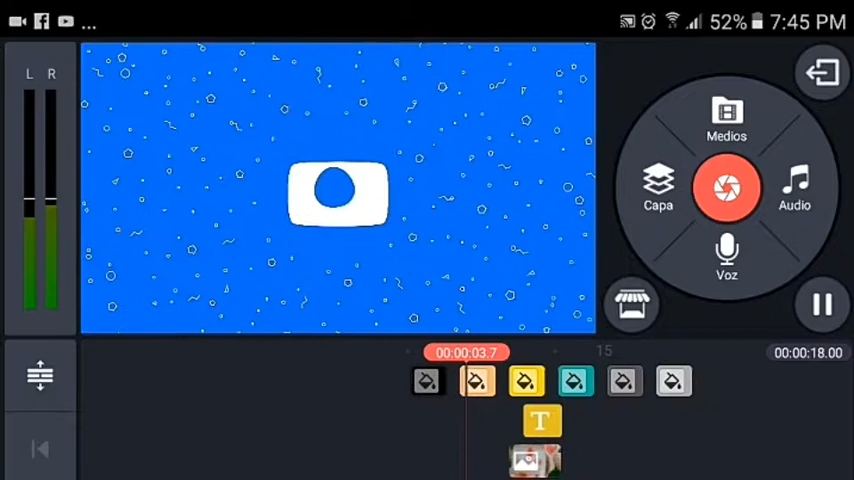 ... 52% 7:45 PM
L R
Medios
Capa
Audio
Voz
00:00:03.7
15
00:00:18.00
T